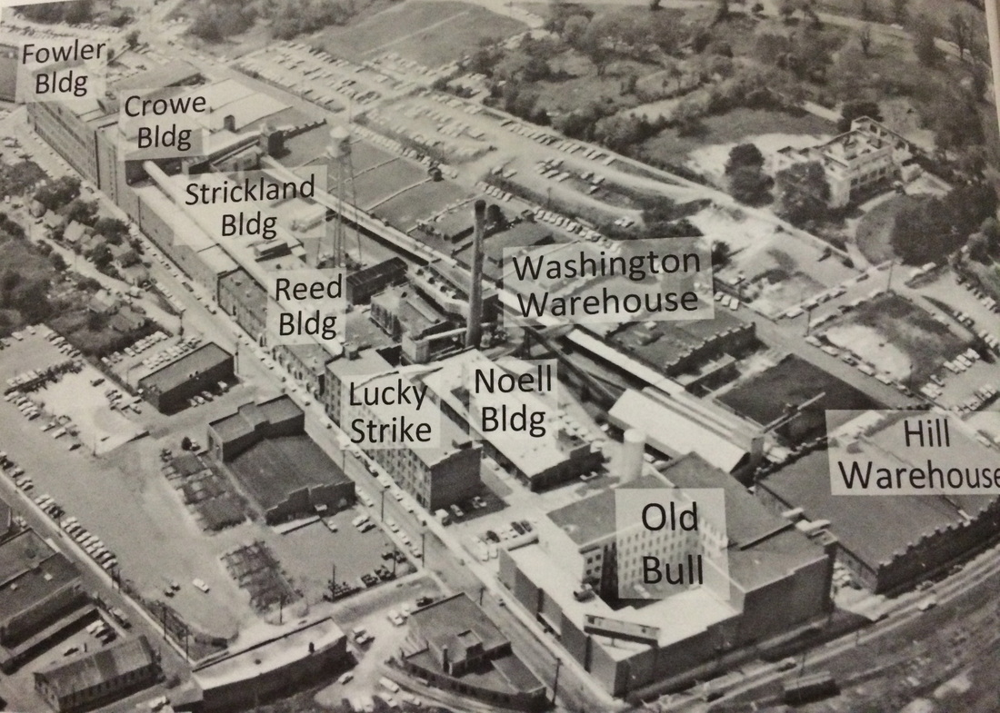 Fowler
Bldg
Crowe
Bldg
Strickland
Bldg
Reed
Bldg
Washington
Warehouse
Lucky
Strike
Noell
Bldg
Hill
Warehouse
Old
Bull